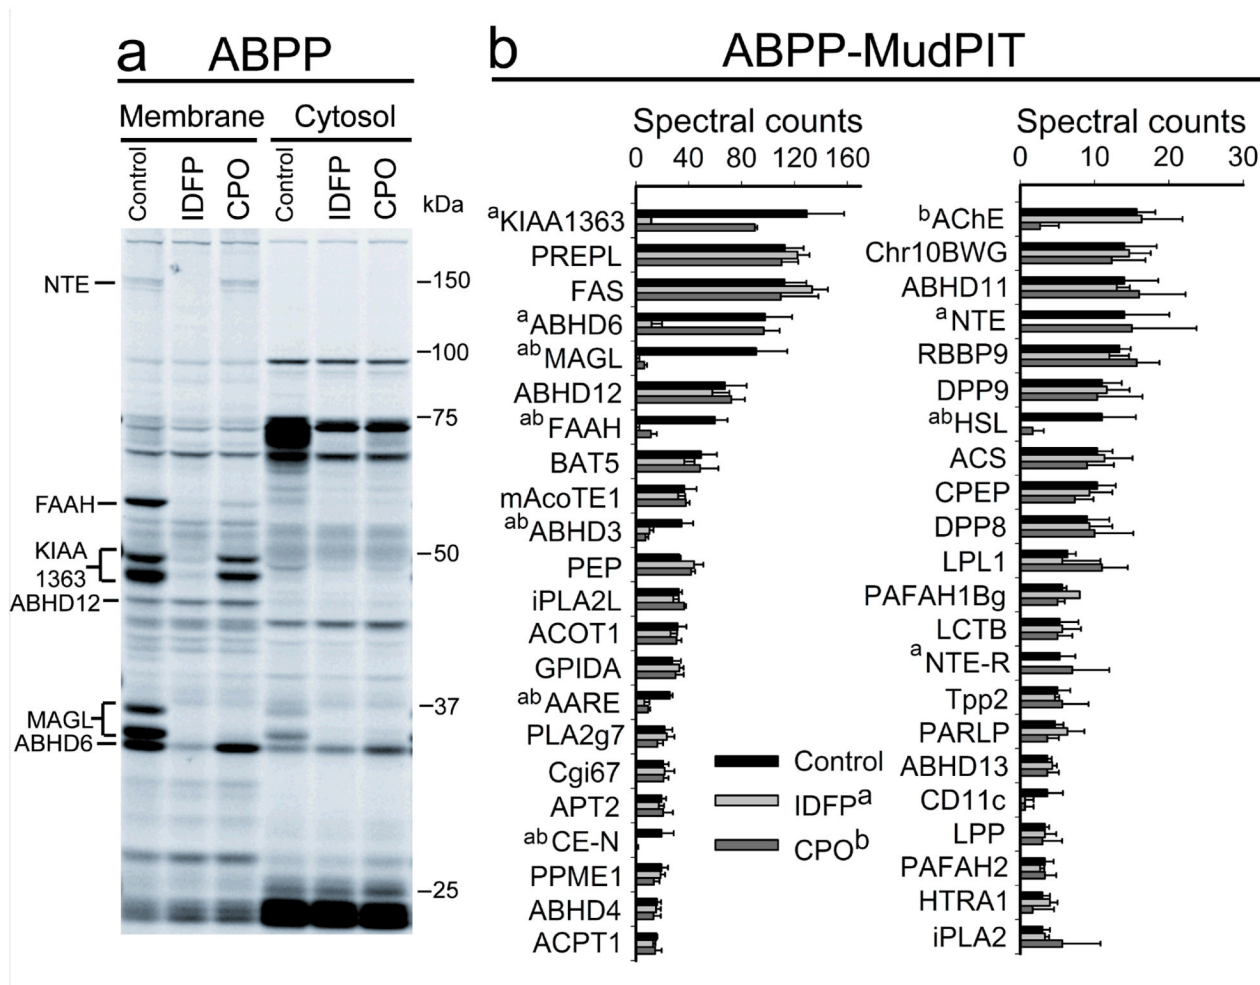 a ABPP
Membrane Cytosol
Control IDFP CPO Control IDFP CPO
kDa
NTE
FAAH
KIAA
1363
ABHD12
MAGL
ABHD6
150
100
75
50
37
25
b ABPP-MudPIT
Spectral counts
0 40 80 120 160
aKIAA1363
PREPL
FAS
aABHD6
abMAGL
ABHD12
abFAAH
BAT5
mAcoTE1
abABHD3
PEP
iPLA2L
ACOT1
GPIDA
abAARE
PLA2g7
Cgi67
APT2
abCE-N
PPME1
ABHD4
ACPT1
Control
IDFPa
CPOb
Spectral counts
0 10 20 30
bAChE
Chr10BWG
ABHD11
aNTE
RBBP9
DPP9
abHSL
ACS
CPEP
DPP8
LPL1
PAFAH1Bg
LCTB
aNTE-R
Tpp2
PARLP
ABHD13
CD11c
LPP
PAFAH2
HTRA1
iPLA2